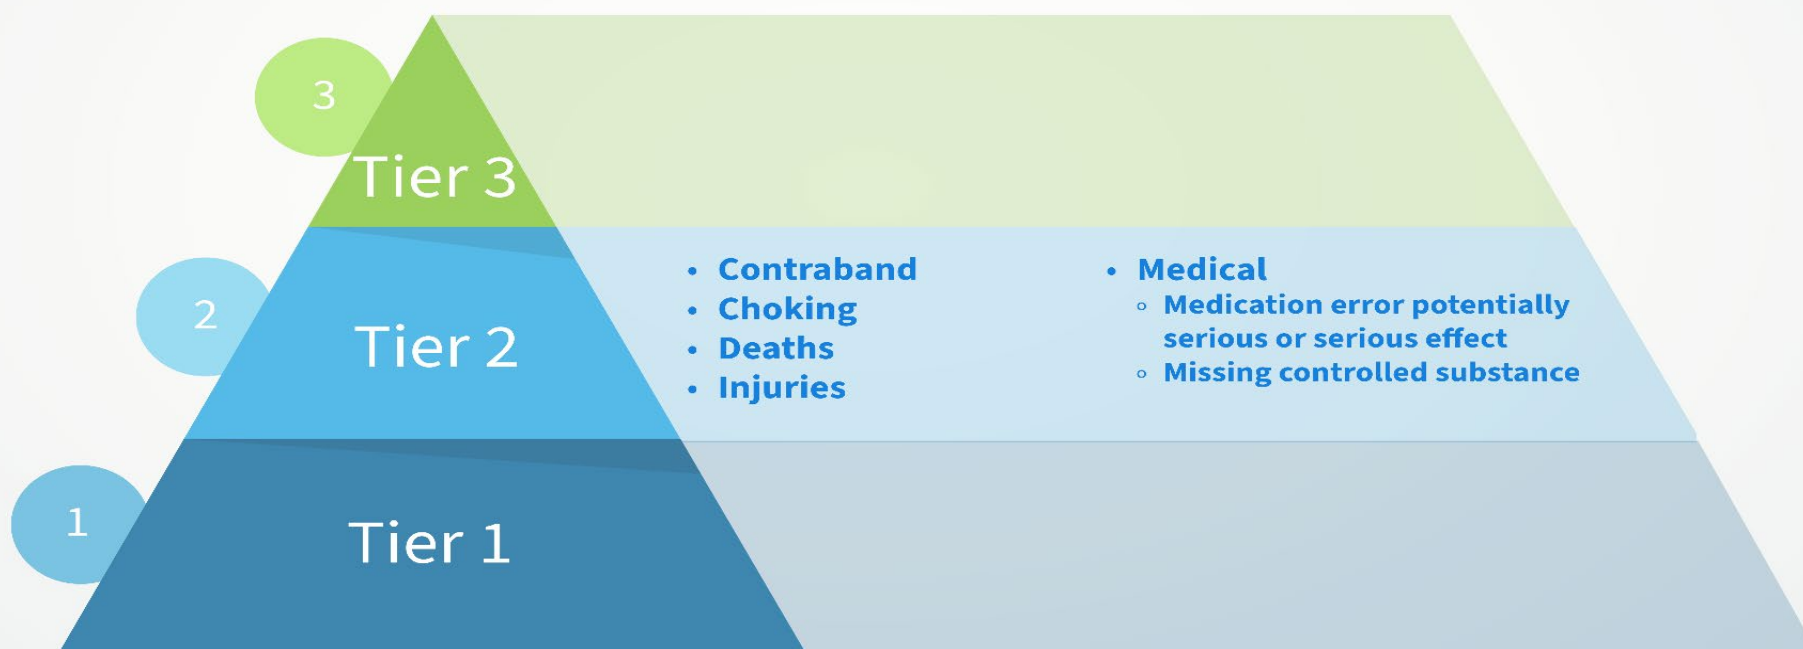 3
Tier 3
2
Tier 2
• Contraband
• Choking
• Deaths
• Injuries
• Medical
◦ Medication error potentially
serious or serious effect
◦ Missing controlled substance
1
Tier 1